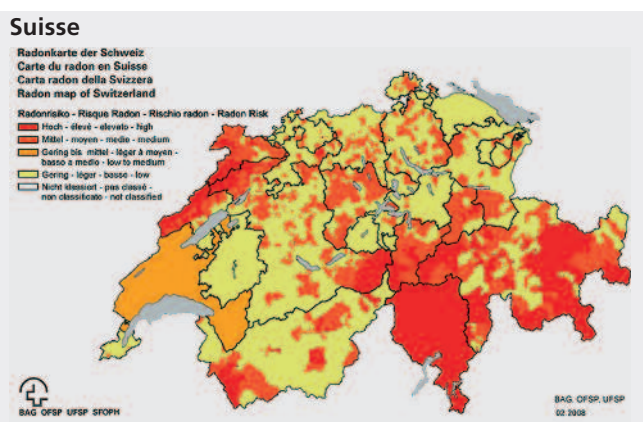 Suisse
Radonkarte der Schweiz
Carte du radon en Suisse
Carta radon della Svizzera
Radon map of Switzerland
Radonrisiko - Risque Radon - Rischio radon - Radon Risk
Hoch - élevé - elevato - high
Mittel - moyen - medio - medium
Gering bis mittel - léger à moyen -
basso a medio - low to medium
Gering - léger - basso - low
Nicht klassiert - pas classé -
non classificato - not classified
BAG OFSP UFSP SFOPH
BAG, OFSP, UFSP
02.2008